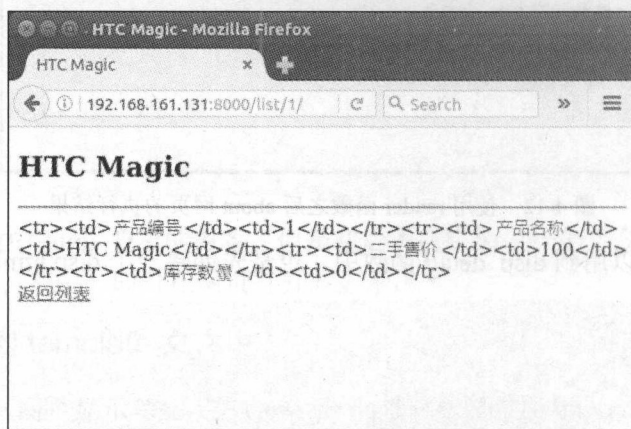 HTC Magic - Mozilla Firefox
HTC Magic
192.168.161.131:8000/list/1/
Search
HTC Magic
<tr><td>产品编号</td><td>1</td></tr><tr><td>产品名称</td>
<td>HTC Magic</td></tr><tr><td>二手售价</td><td>100</td>
</tr><tr><td>库存数量</td><td>0</td></tr>
返回列表